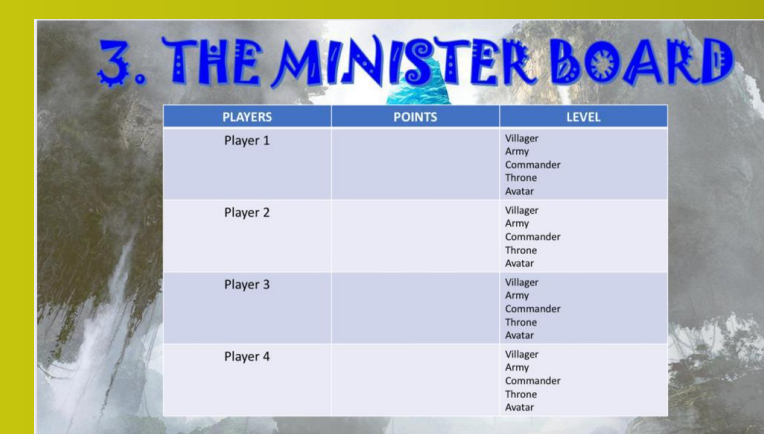 3. THE MINISTER BOARD
PLAYERS POINTS LEVEL
Player 1
Villager
Army
Commander
Throne
Avatar
Player 2
Villager
Army
Commander
Throne
Avatar
Player 3
Villager
Army
Commander
Throne
Avatar
Player 4
Villager
Army
Commander
Throne
Avatar